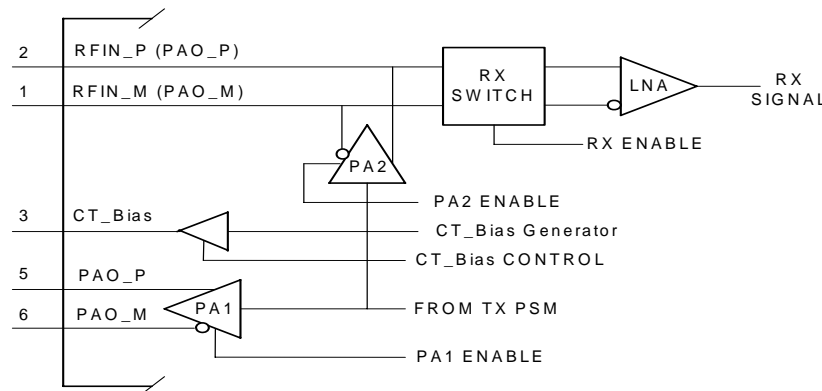 2 RFIN_P (PAO_P)
1 RFIN_M (PAO_M)
RX
SWITCH
LNA
RX
SIGNAL
RX ENABLE
PA2
PA2 ENABLE
3 CT_Bias
CT_Bias Generator
CT_Bias CONTROL
5 PAO_P
6 PAO_M
PA1
FROM TX PSM
PA1 ENABLE